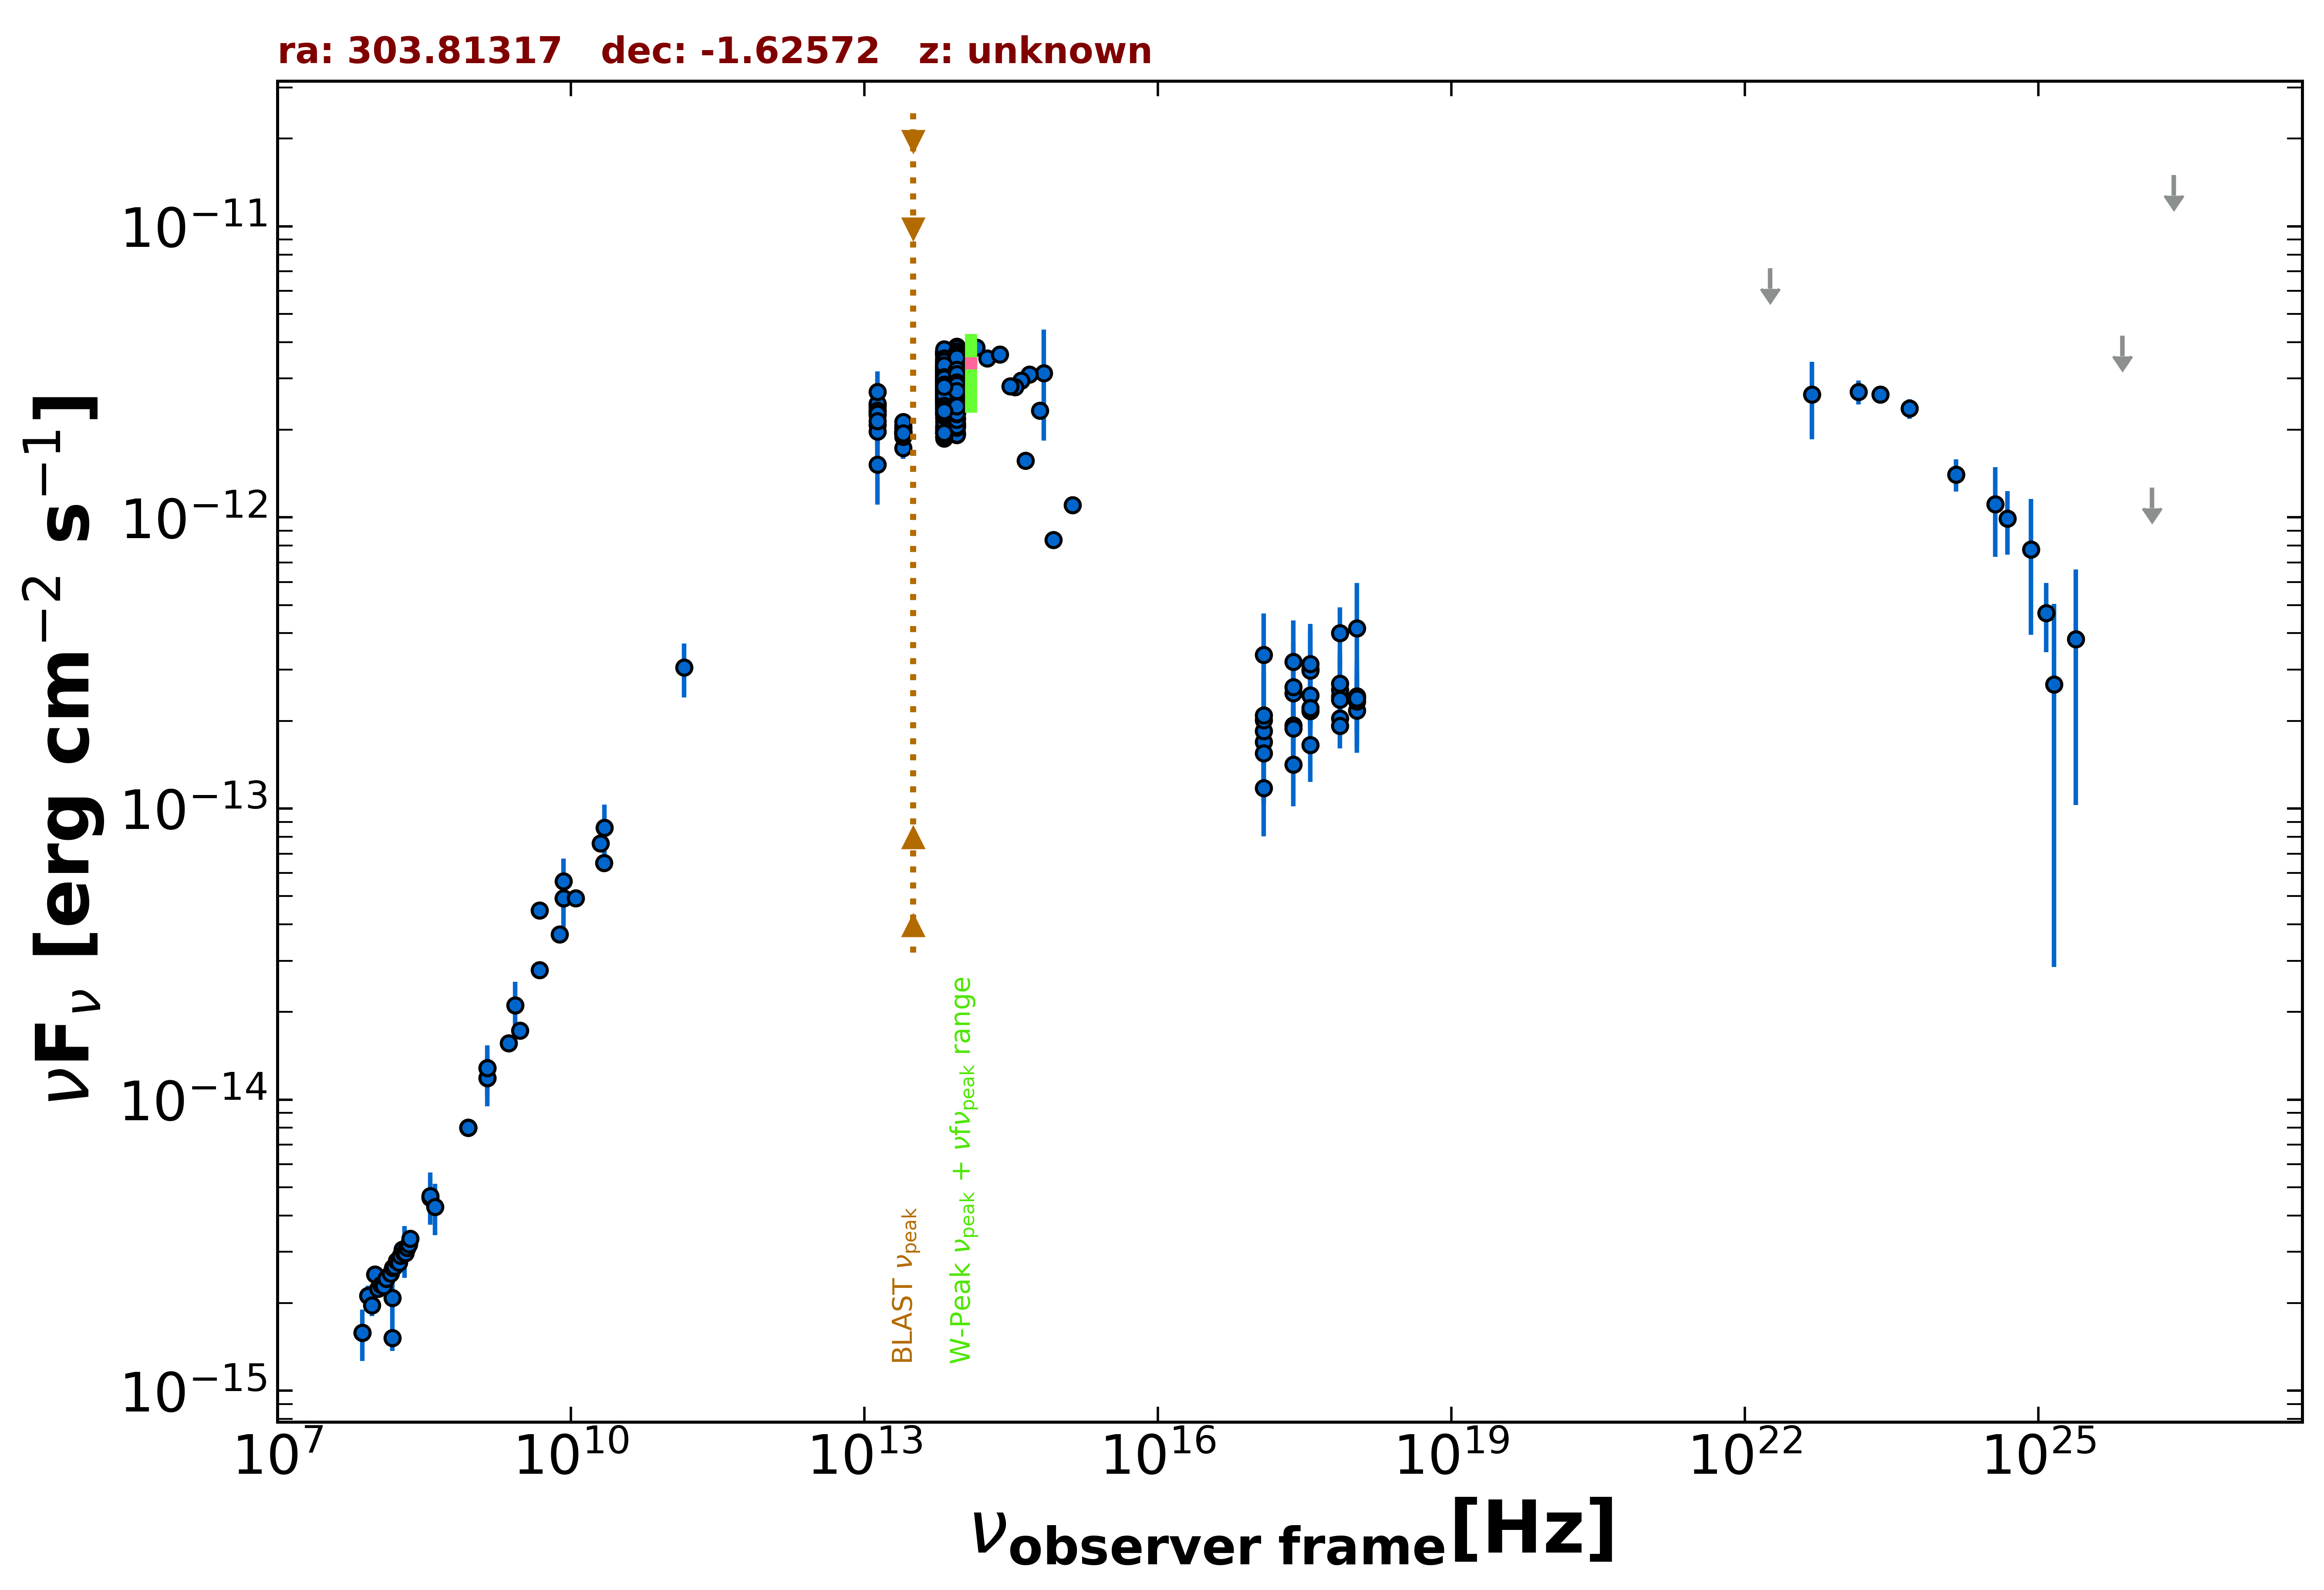 ra: 303.81317 dec: -1.62572 z: unknown
νFν [erg cm⁻² s⁻¹]
10⁻¹¹
10⁻¹²
10⁻¹³
10⁻¹⁴
10⁻¹⁵
BLAST νpeak
W-Peak νpeak + νfνpeak range
10⁷ 10¹⁰ 10¹³ 10¹⁶ 10¹⁹ 10²² 10²⁵
νobserver frame[Hz]